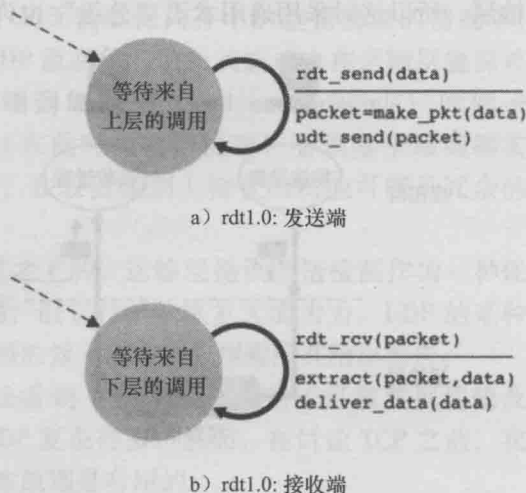 等待来自
上层的调用
rdt_send(data)
packet=make_pkt(data)
udt_send(packet)
a）rdt1.0: 发送端
等待来自
下层的调用
rdt_rcv(packet)
extract(packet,data)
deliver_data(data)
b）rdt1.0: 接收端